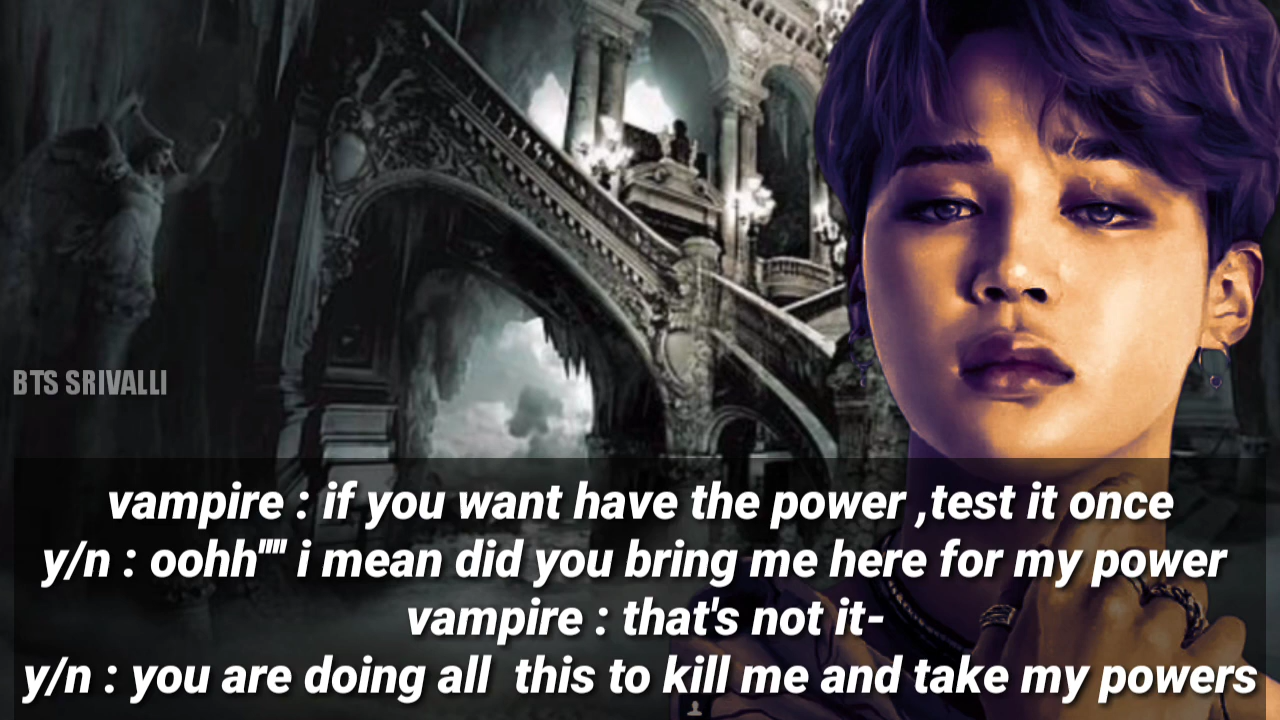 BTS SRIVALLI
vampire : if you want have the power ,test it once
y/n : oohh"" i mean did you bring me here for my power
vampire : that's not it-
y/n : you are doing all  this to kill me and take my powers